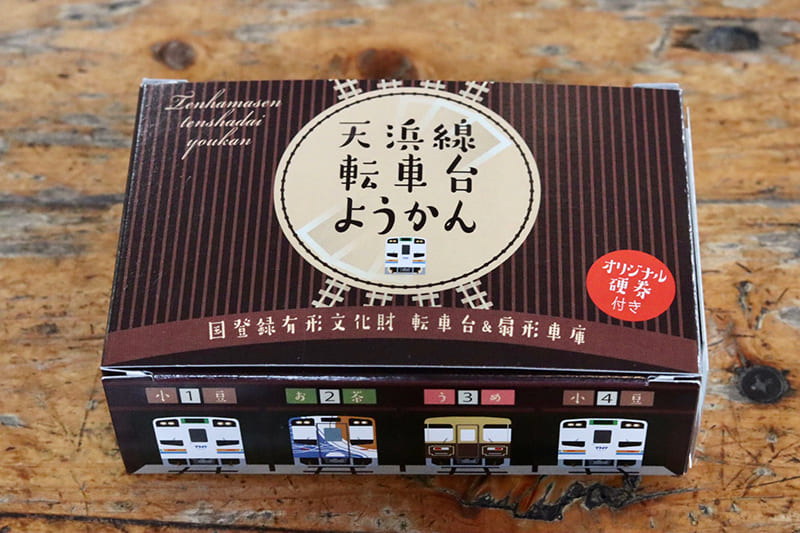 Tenhamasen
tenshadai
youkan
天浜線
転車台
ようかん
オリジナル
硬券
付き
国登録有形文化財 転車台&扇形車庫
小1豆 お2茶 う3め 小4豆